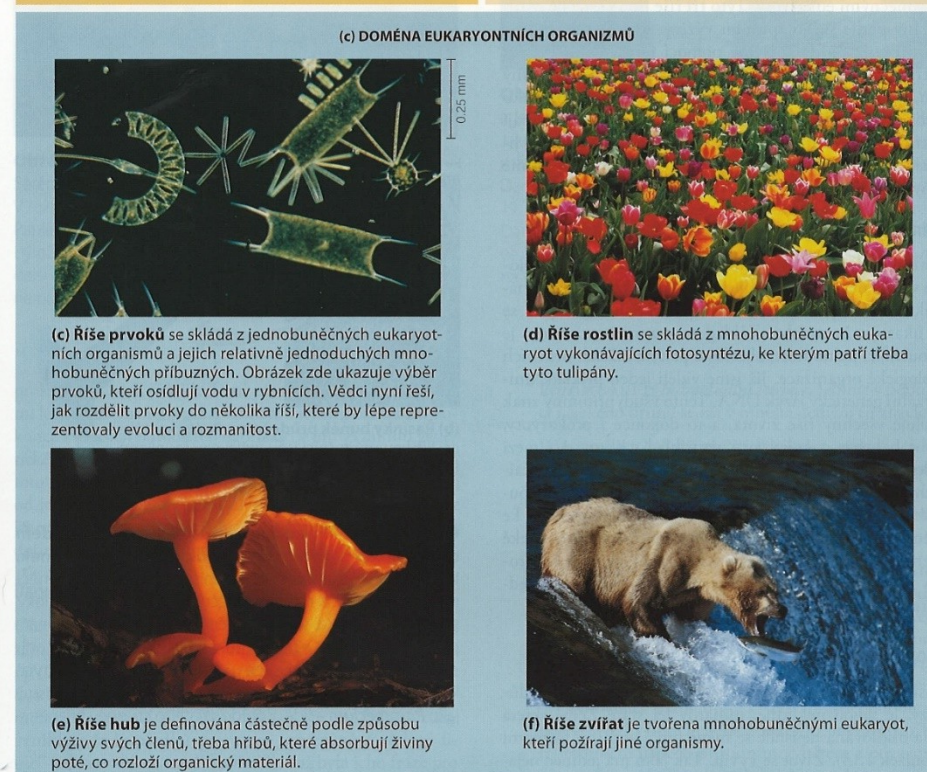 (c) DOMÉNA EUKARYONTNÍCH ORGANIZMŮ
0.25 mm
(c) Říše prvoků se skládá z jednobuněčných eukaryot-
ních organismů a jejich relativně jednoduchých mno-
hobuněčných příbuzných. Obrázek zde ukazuje výběr
prvoků, kteří osídlují vodu v rybnících. Vědci nyní řeší,
jak rozdělit prvoky do několika říší, které by lépe repre-
zentovaly evoluci a rozmanitost.
(d) Říše rostlin se skládá z mnohobuněčných euka-
ryot vykonávajících fotosyntézu, ke kterým patří třeba
tyto tulipány.
(e) Říše hub je definována částečně podle způsobu
výživy svých členů, třeba hřibů, které absorbují živiny
poté, co rozloží organický materiál.
(f) Říše zvířat je tvořena mnohobuněčnými eukaryot,
kteří požírají jiné organismy.